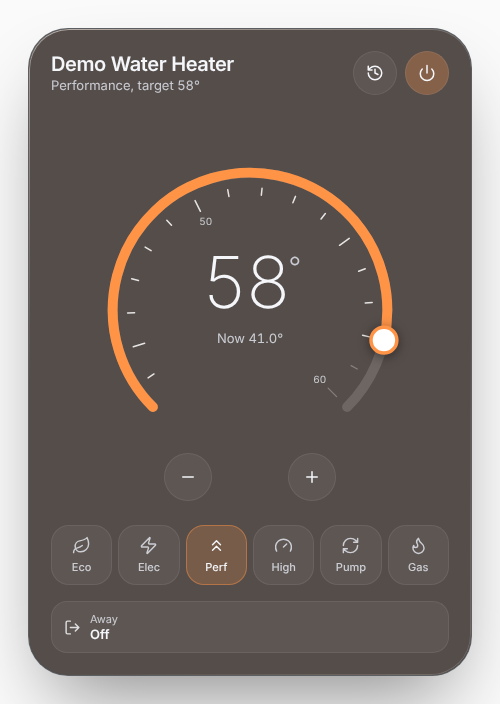 Demo Water Heater
Performance, target 58°
50
58°
Now 41.0°
60
Eco
Elec
Perf
High
Pump
Gas
Away
Off